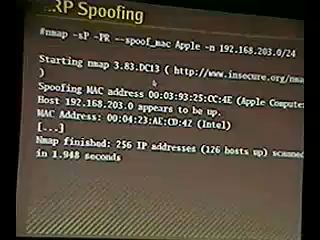 ARP Spoofing
#nmap -sP -PR --spoof_mac Apple -n 192.168.203.0/24
Starting nmap 3.83.DC13 ( http://www.insecure.org/nma
)
Spoofing MAC address 00:03:93:25:CC:4E (Apple Compute
Host 192.168.203.0 appears to be up.
MAC Address: 00:04:23:AE:CD:42 (Intel)
[...]
Nmap finished: 256 IP addresses (126 hosts up) scanned
in 1.948 seconds